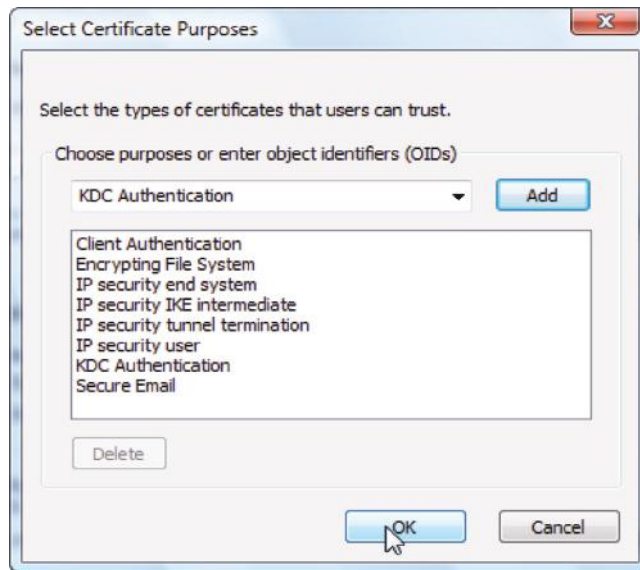 Select Certificate Purposes
Select the types of certificates that users can trust.
Choose purposes or enter object identifiers (OIDs)
KDC Authentication
Add
Client Authentication
Encrypting File System
IP security end system
IP security IKE intermediate
IP security tunnel termination
IP security user
KDC Authentication
Secure Email
Delete
OK
Cancel